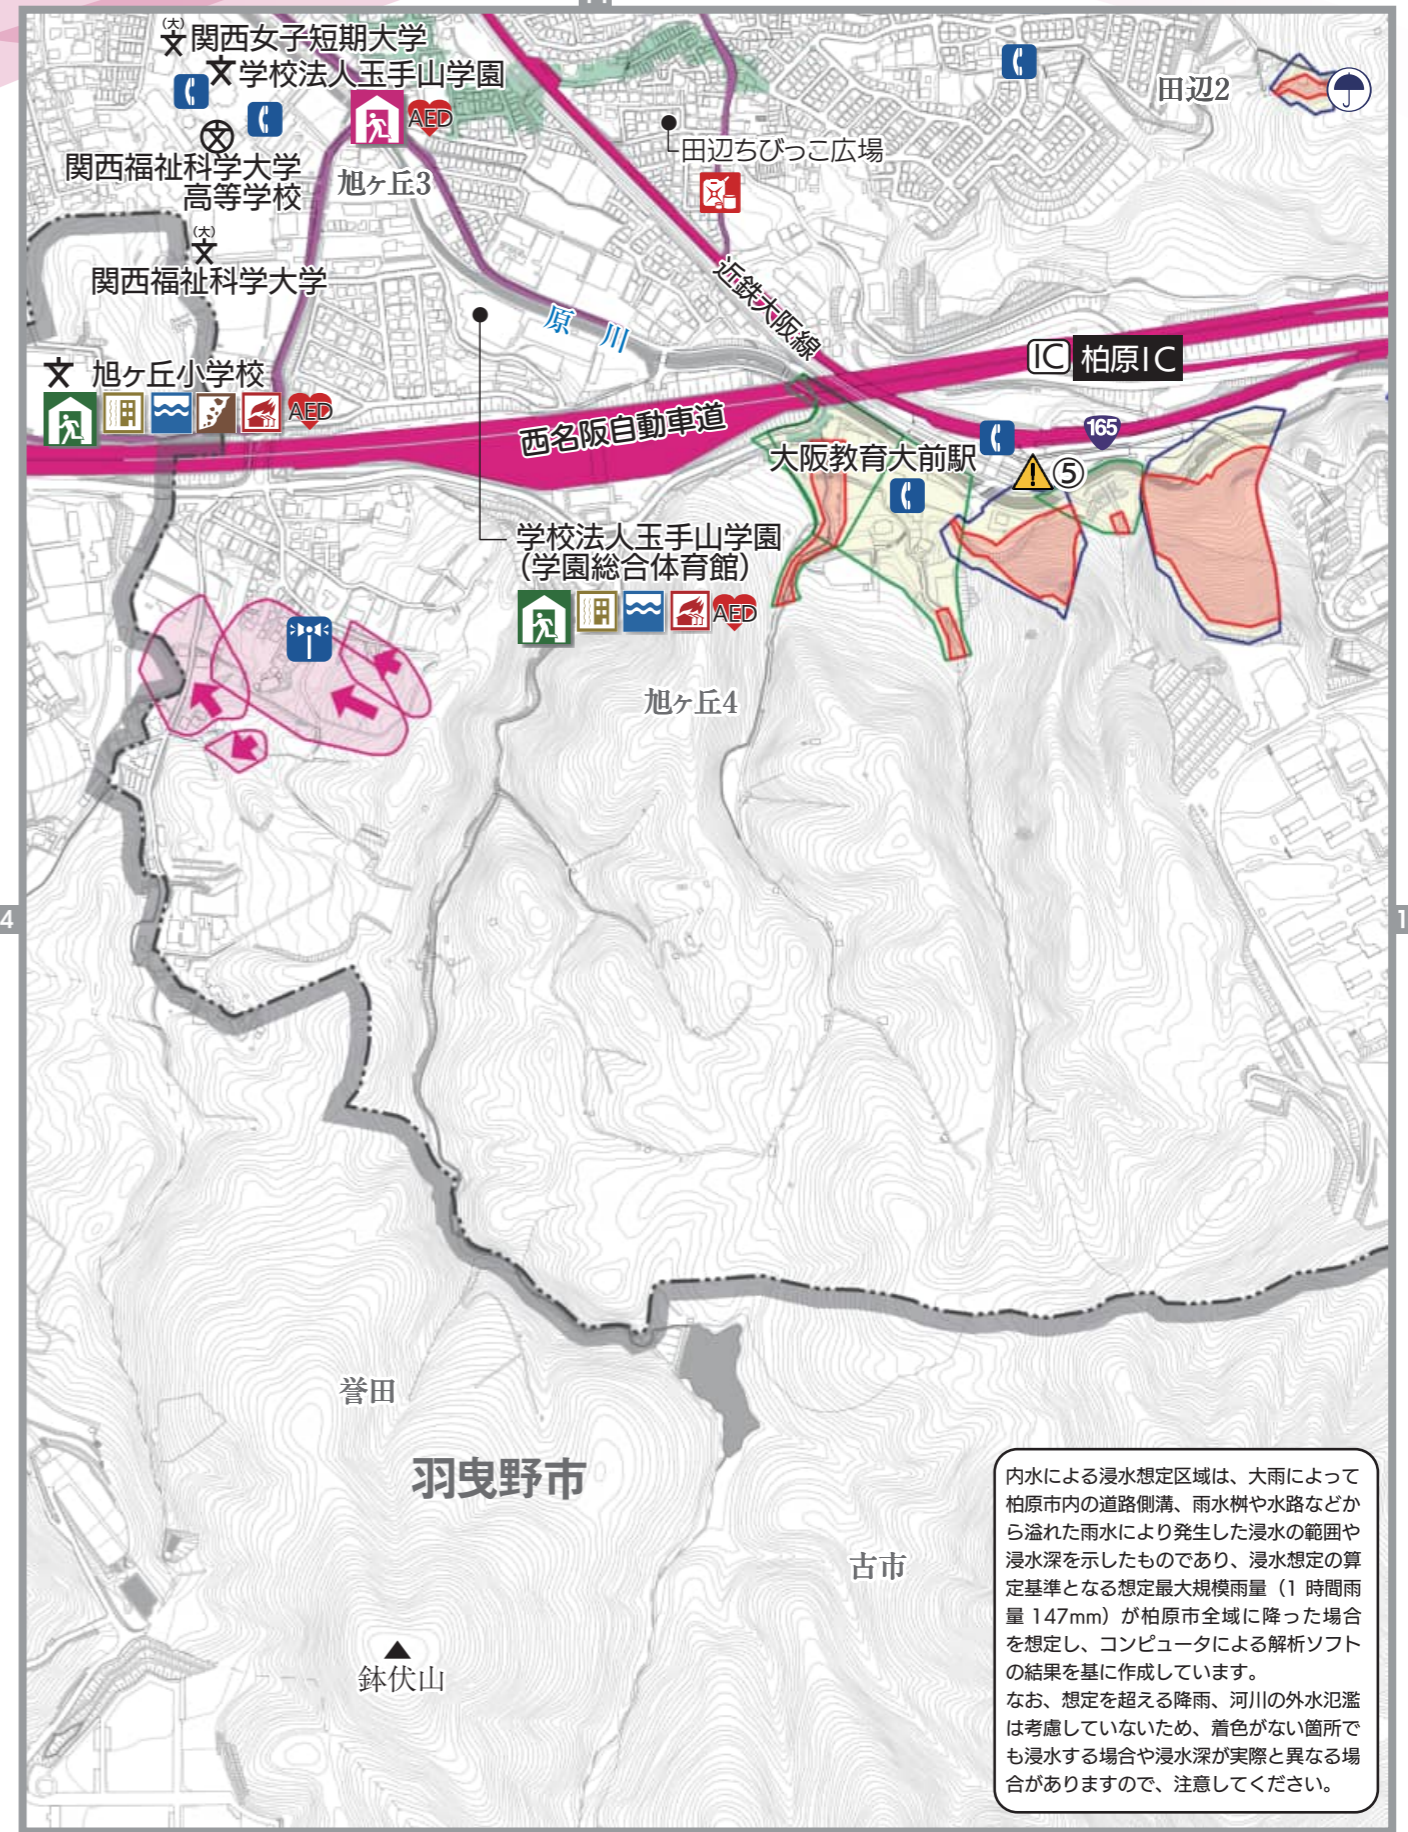 (大)
文 関西女子短期大学
文 学校法人玉手山学園
AED
文
関西福祉科学大学
高等学校
旭ヶ丘3
田辺ちびっこ広場
田辺2
(大)
文
関西福祉科学大学
原川
近鉄大阪線
IC 柏原IC
文 旭ヶ丘小学校
AED
西名阪自動車道
165
大阪教育大前駅
⑤
学校法人玉手山学園
(学園総合体育館)
AED
旭ヶ丘4
4
1
誉田
羽曳野市
古市
鉢伏山
内水による浸水想定区域は、大雨によって
柏原市内の道路側溝、雨水桝や水路などか
ら溢れた雨水により発生した浸水の範囲や
浸水深を示したものであり、浸水想定の算
定基準となる想定最大規模雨量（1 時間雨
量 147mm）が柏原市全域に降った場合
を想定し、コンピュータによる解析ソフト
の結果を基に作成しています。
なお、想定を超える降雨、河川の外水氾濫
は考慮していないため、着色がない箇所で
も浸水する場合や浸水深が実際と異なる場
合がありますので、注意してください。